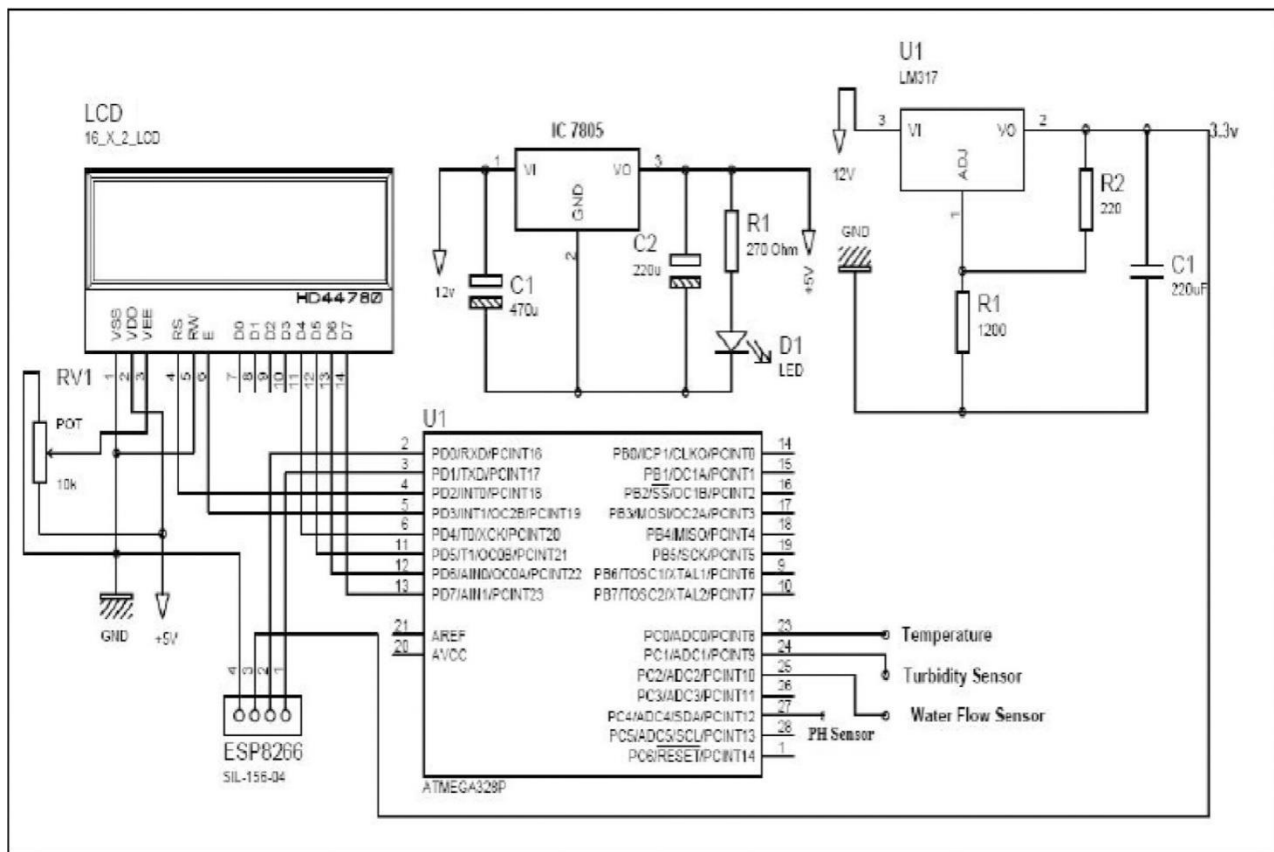 LCD
16_X_2_LCD
HD44780
VSS
VDD
VEE
RS
RW
E
D0
D1
D2
D3
D4
D5
D6
D7
1
2
3
4
5
6
7
8
9
10
11
12
13
14
RV1
POT
10k
GND
+5V
4
3
2
1
ESP8266
SIL-156-04
IC 7805
1
VI
VO
3
GND
2
12v
C1
470u
C2
220u
R1
270 Ohm
+5V
D1
LED
U1
LM317
3
VI
VO
2
3.3v
ADJ
1
12V
GND
R2
220
R1
1200
C1
220uF
U1
2
PD0/RXD/PCINT16
3
PD1/TXD/PCINT17
4
PD2/INT0/PCINT18
5
PD3/INT1/OC2B/PCINT19
6
PD4/T0/XCK/PCINT20
11
PD5/T1/OC0B/PCINT21
12
PD6/AIN0/OC0A/PCINT22
13
PD7/AIN1/PCINT23
21
AREF
20
AVCC
PB0/ICP1/CLKO/PCINT0
14
PB1/OC1A/PCINT1
15
PB2/SS/OC1B/PCINT2
16
PB3/MOSI/OC2A/PCINT3
17
PB4/MISO/PCINT4
18
PB5/SCK/PCINT5
19
PB6/TOSC1/XTAL1/PCINT6
9
PB7/TOSC2/XTAL2/PCINT7
10
PC0/ADC0/PCINT8
23
PC1/ADC1/PCINT9
24
PC2/ADC2/PCINT10
25
PC3/ADC3/PCINT11
26
PC4/ADC4/SDA/PCINT12
27
PC5/ADC5/SCL/PCINT13
28
PC6/RESET/PCINT14
1
ATMEGA328P
Temperature
Turbidity Sensor
Water Flow Sensor
PH Sensor